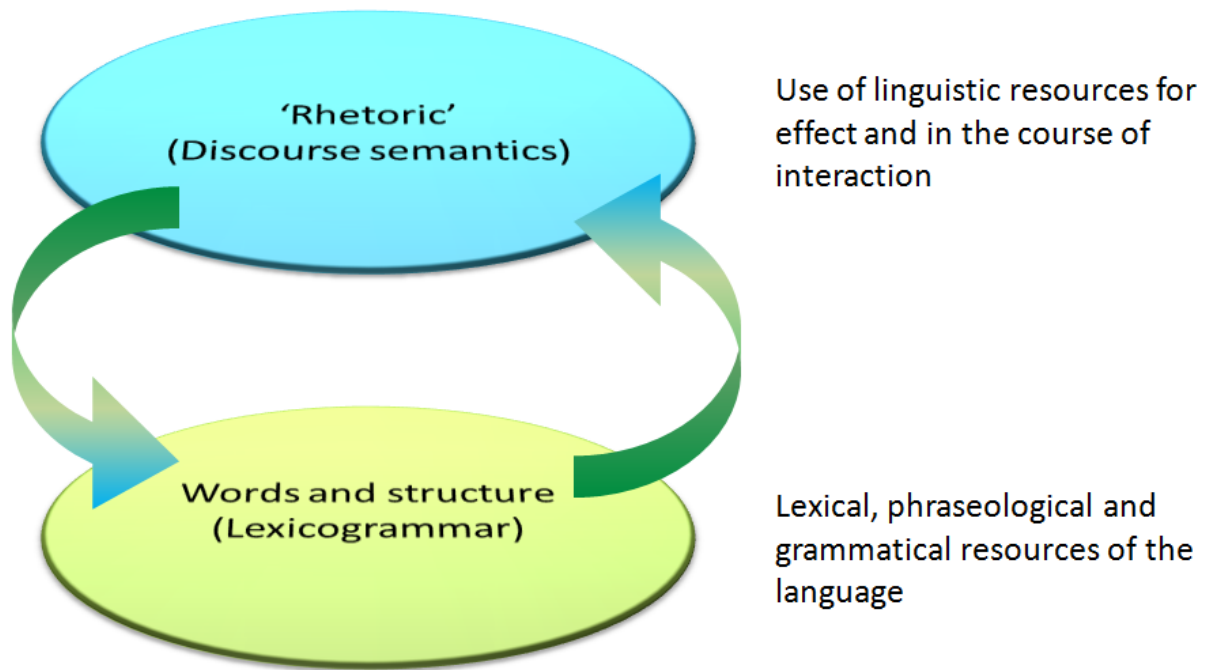 ‘Rhetoric’
(Discourse semantics)
Use of linguistic resources for
effect and in the course of
interaction
Words and structure
(Lexicogrammar)
Lexical, phraseological and
grammatical resources of the
language